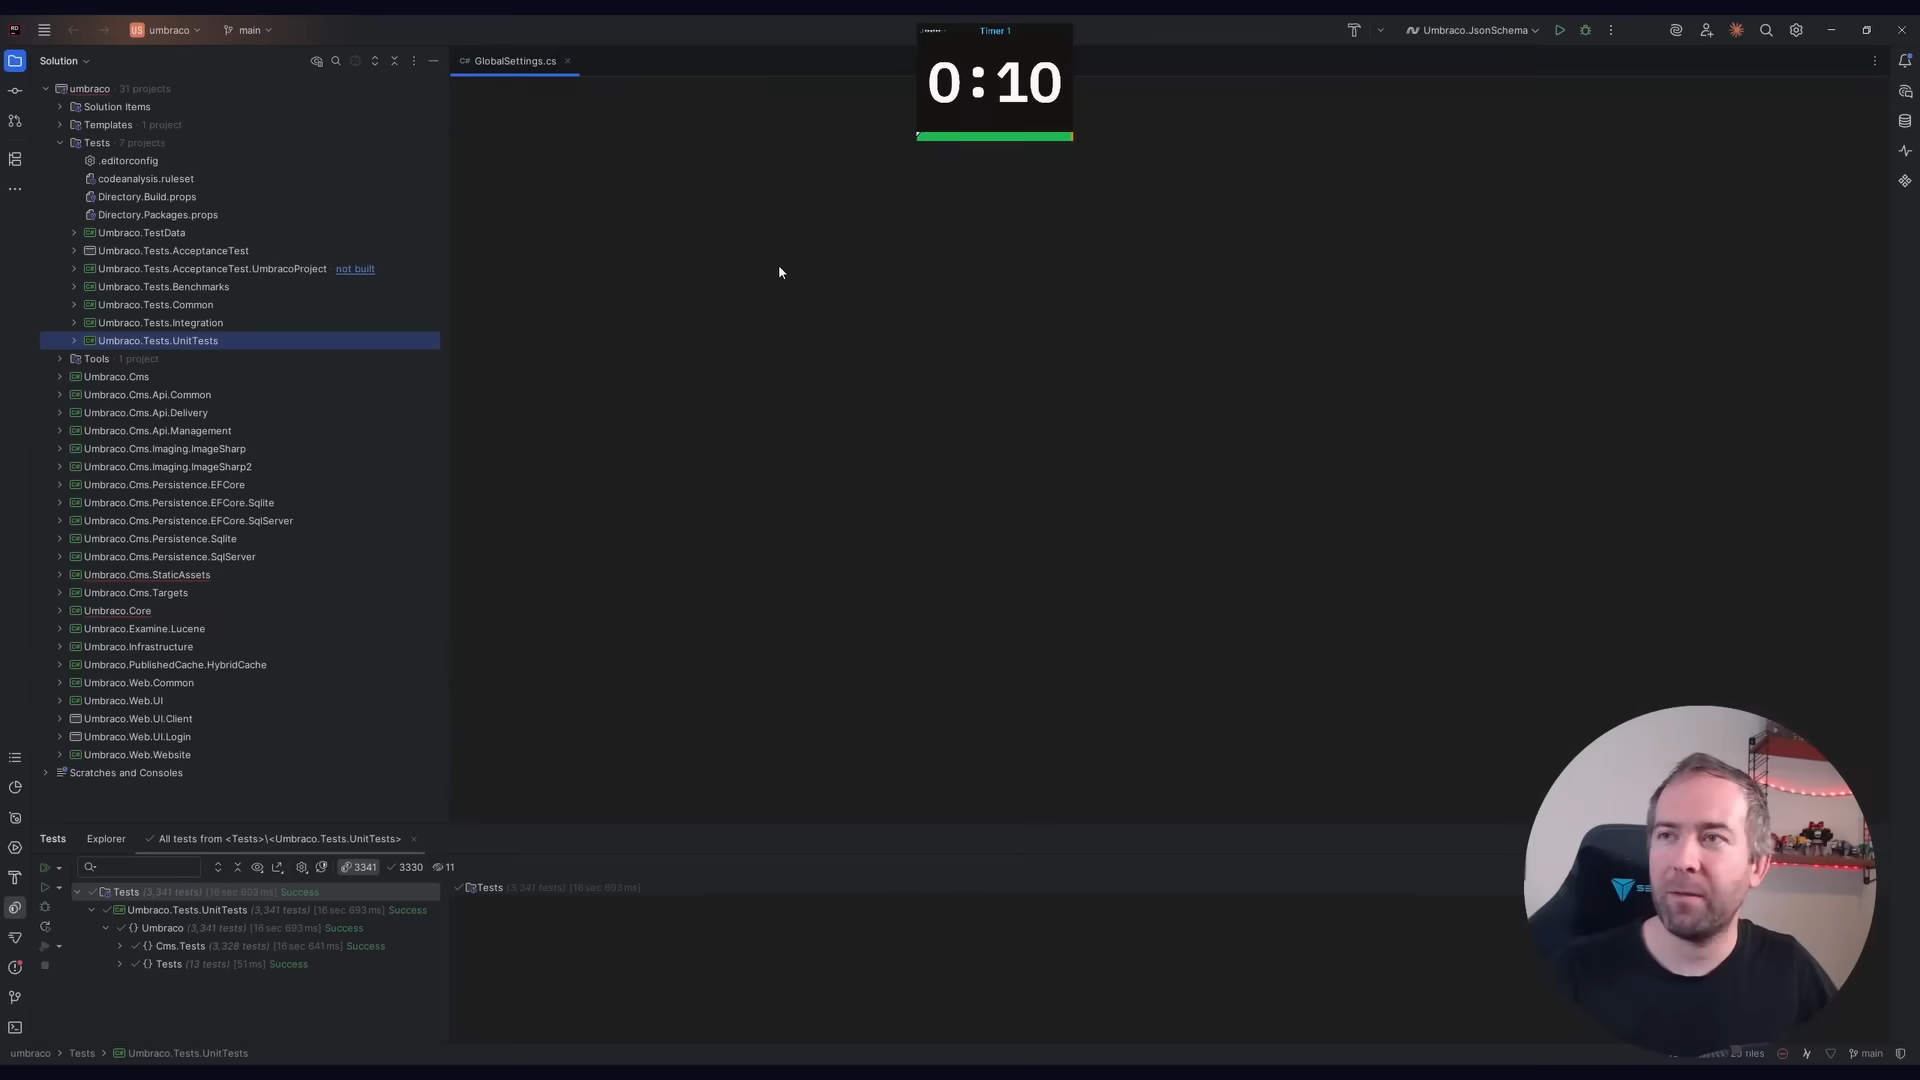 US umbraco main
Timer 1
0:10
Umbraco.JsonSchema
Solution
GlobalSettings.cs
umbraco · 31 projects
Solution Items
Templates · 1 project
Tests · 7 projects
.editorconfig
codeanalysis.ruleset
Directory.Build.props
Directory.Packages.props
Umbraco.TestData
Umbraco.Tests.AcceptanceTest
Umbraco.Tests.AcceptanceTest.UmbracoProject · not built
Umbraco.Tests.Benchmarks
Umbraco.Tests.Common
Umbraco.Tests.Integration
Umbraco.Tests.UnitTests
Tools · 1 project
Umbraco.Cms
Umbraco.Cms.Api.Common
Umbraco.Cms.Api.Delivery
Umbraco.Cms.Api.Management
Umbraco.Cms.Imaging.ImageSharp
Umbraco.Cms.Imaging.ImageSharp2
Umbraco.Cms.Persistence.EFCore
Umbraco.Cms.Persistence.EFCore.Sqlite
Umbraco.Cms.Persistence.EFCore.SqlServer
Umbraco.Cms.Persistence.Sqlite
Umbraco.Cms.Persistence.SqlServer
Umbraco.Cms.StaticAssets
Umbraco.Cms.Targets
Umbraco.Core
Umbraco.Examine.Lucene
Umbraco.Infrastructure
Umbraco.PublishedCache.HybridCache
Umbraco.Web.Common
Umbraco.Web.UI
Umbraco.Web.UI.Client
Umbraco.Web.UI.Login
Umbraco.Web.Website
Scratches and Consoles
Tests Explorer All tests from <Tests>\<Umbraco.Tests.UnitTests>
3341 3330 11
Tests (3,341 tests) [16 sec 693 ms] Success
Tests (3,341 tests) [16 sec 693 ms]
Umbraco.Tests.UnitTests (3,341 tests) [16 sec 693 ms] Success
{} Umbraco (3,341 tests) [16 sec 693 ms] Success
{} Cms.Tests (3,328 tests) [16 sec 641 ms] Success
{} Tests (13 tests) [51 ms] Success
umbraco > Tests > Umbraco.Tests.UnitTests
files
main